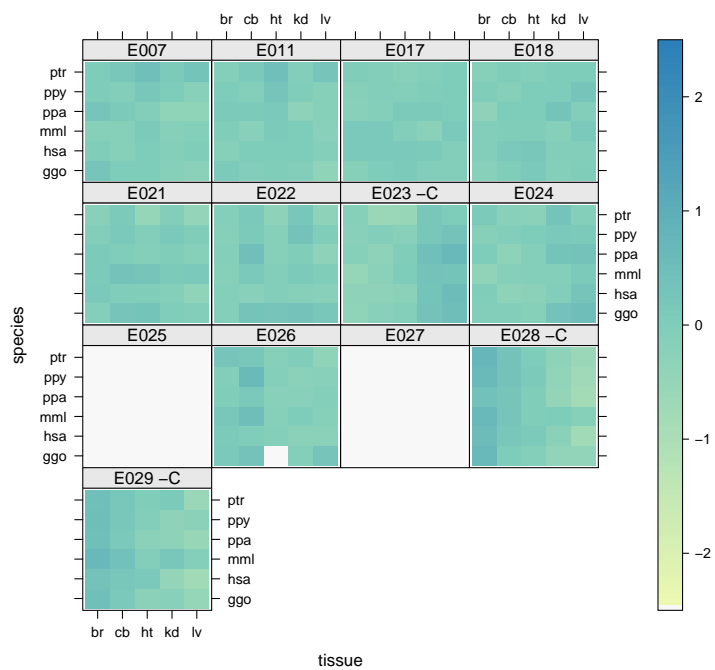 br cb ht kd lv br cb ht kd lv
E007 E011 E017 E018
ptr
ppy
ppa
mml
hsa
ggo
E021 E022 E023 −C E024
ptr
ppy
ppa
mml
hsa
ggo
E025 E026 E027 E028 −C
ptr
ppy
ppa
mml
hsa
ggo
E029 −C
ptr
ppy
ppa
mml
hsa
ggo
br cb ht kd lv
tissue
species
2
1
0
−1
−2